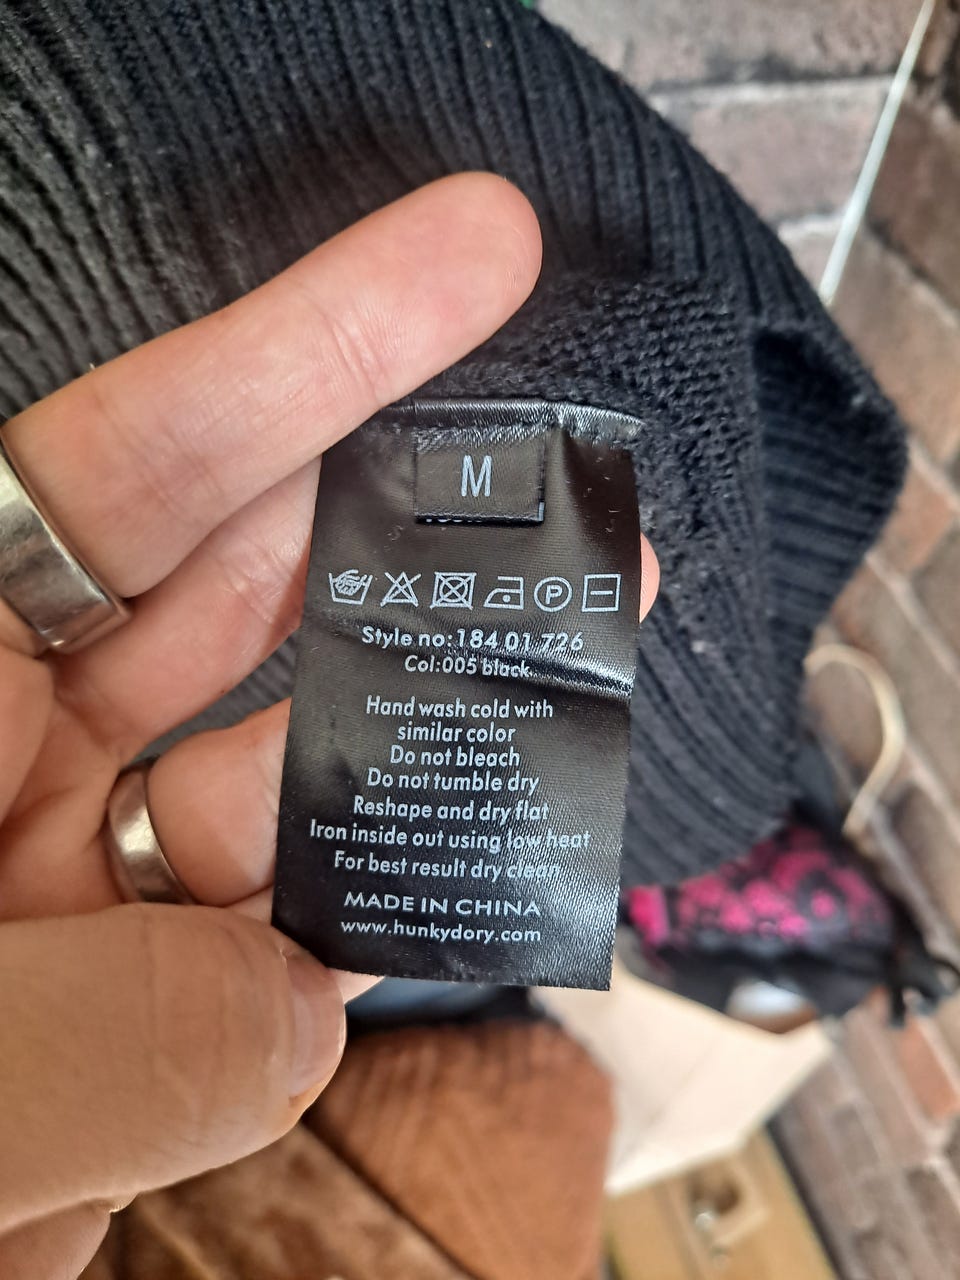 M
P
Style no:184 01 726
Col:005 black
Hand wash cold with
similar color
Do not bleach
Do not tumble dry
Reshape and dry flat
Iron inside out using low heat
For best result dry clean
MADE IN CHINA
www.hunkydory.com